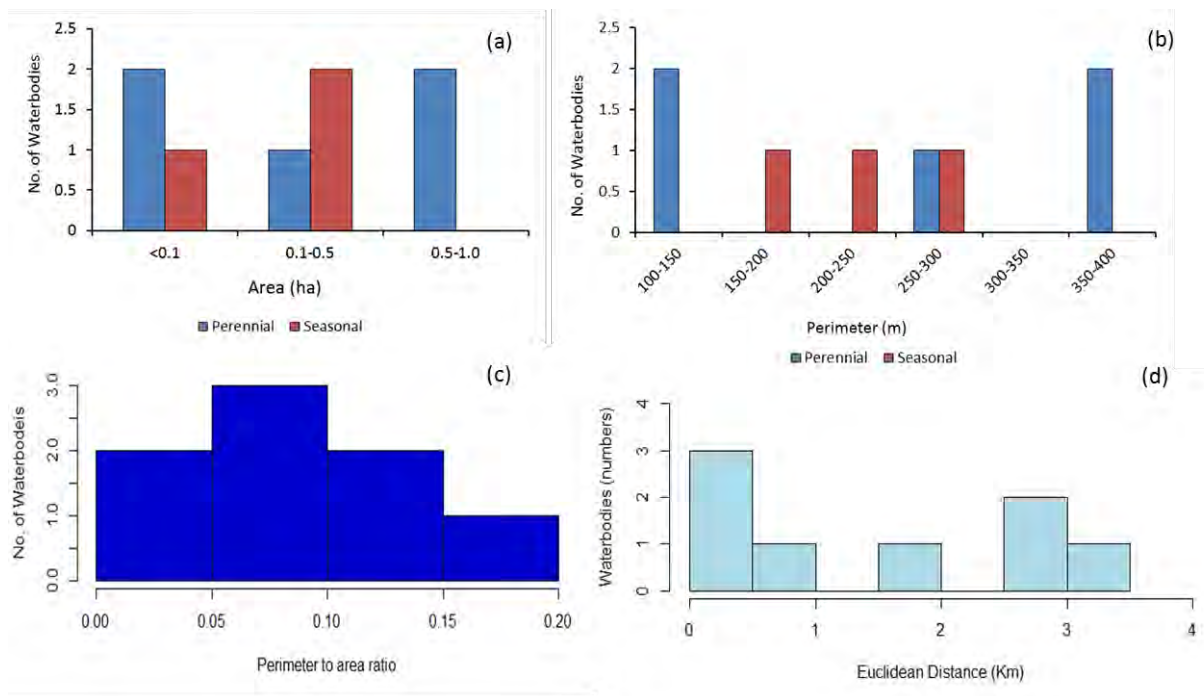 (a)
No. of Waterbodies
2.5
2
1.5
1
0.5
0
<0.1
0.1-0.5
0.5-1.0
Area (ha)
Perennial
Seasonal
(b)
No. of Waterbodies
2.5
2
1.5
1
0.5
0
100-150
150-200
200-250
250-300
300-350
350-400
Perimeter (m)
Perennial
Seasonal
(c)
No. of Waterbodeis
3.0
2.0
1.0
0.0
0.00
0.05
0.10
0.15
0.20
Perimeter to area ratio
(d)
Waterbodies (numbers)
4
3
2
1
0
0
1
2
3
4
Euclidean Distance (Km)